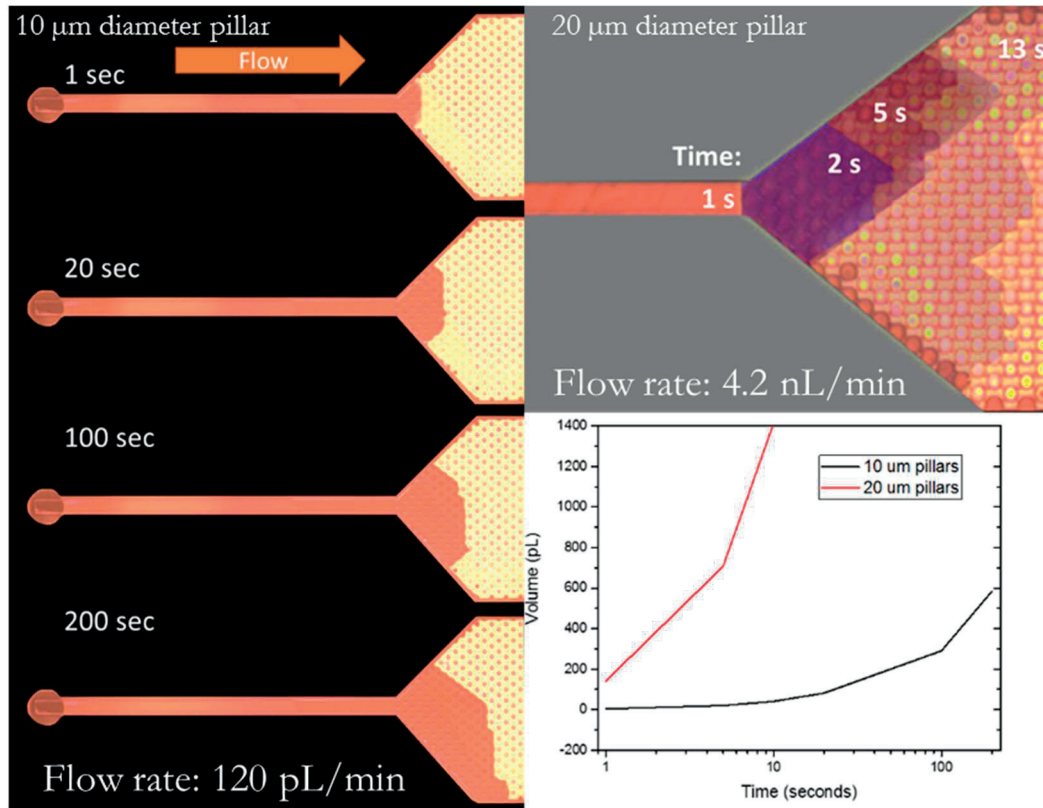 10 µm diameter pillar
Flow
1 sec
20 sec
100 sec
200 sec
Flow rate: 120 pL/min
20 µm diameter pillar
13 s
5 s
2 s
Time:
1 s
Flow rate: 4.2 nL/min
1400
1200
1000
800
600
400
200
0
-200
Volume (pL)
10 um pillars
20 um pillars
1
10
100
Time (seconds)